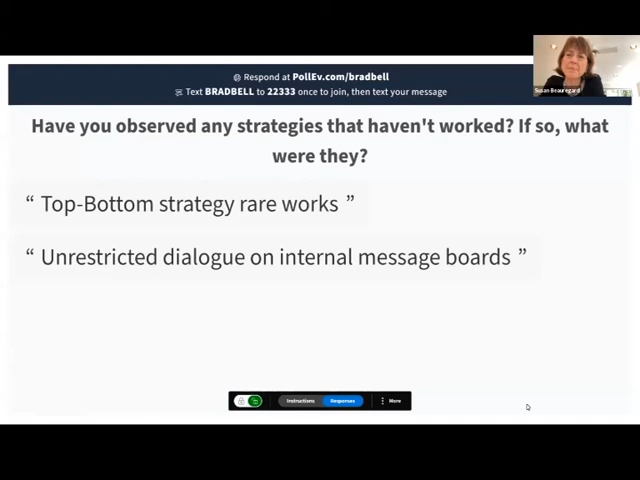 Respond at PollEv.com/bradbell
Text BRADBELL to 22333 once to join, then text your message
Susan Beauregard
Have you observed any strategies that haven't worked? If so, what
were they?
“ Top-Bottom strategy rare works ”
“ Unrestricted dialogue on internal message boards ”
Instructions Responses More